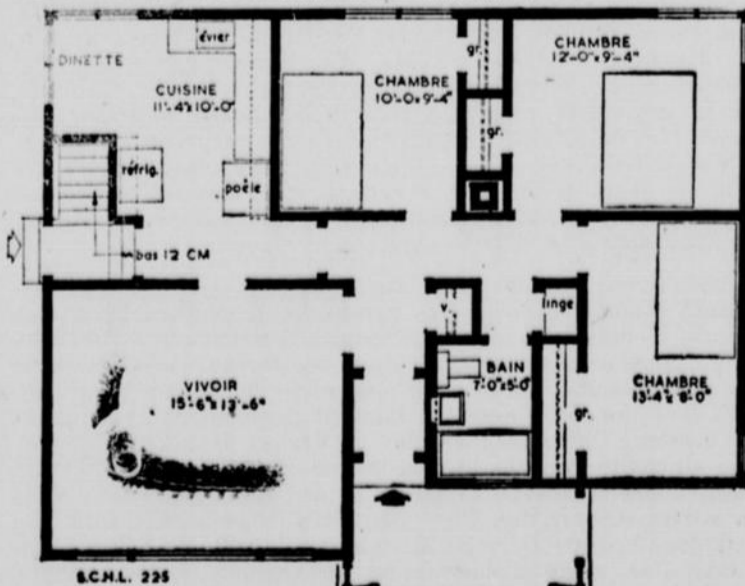 évier
DINETTE
CUISINE
11'-4"x10'-0"
réfrig.
poêle
bas 12 CM
CHAMBRE
10'-0x9'-4"
gr.
gr.
CHAMBRE
12'-0"x9'-4"
v.
linge
VIVOIR
15'-6"x13'-6"
BAIN
7'-0"x5'-0"
gr.
CHAMBRE
13'-4"x8'-0"
S.C.H.L. 225